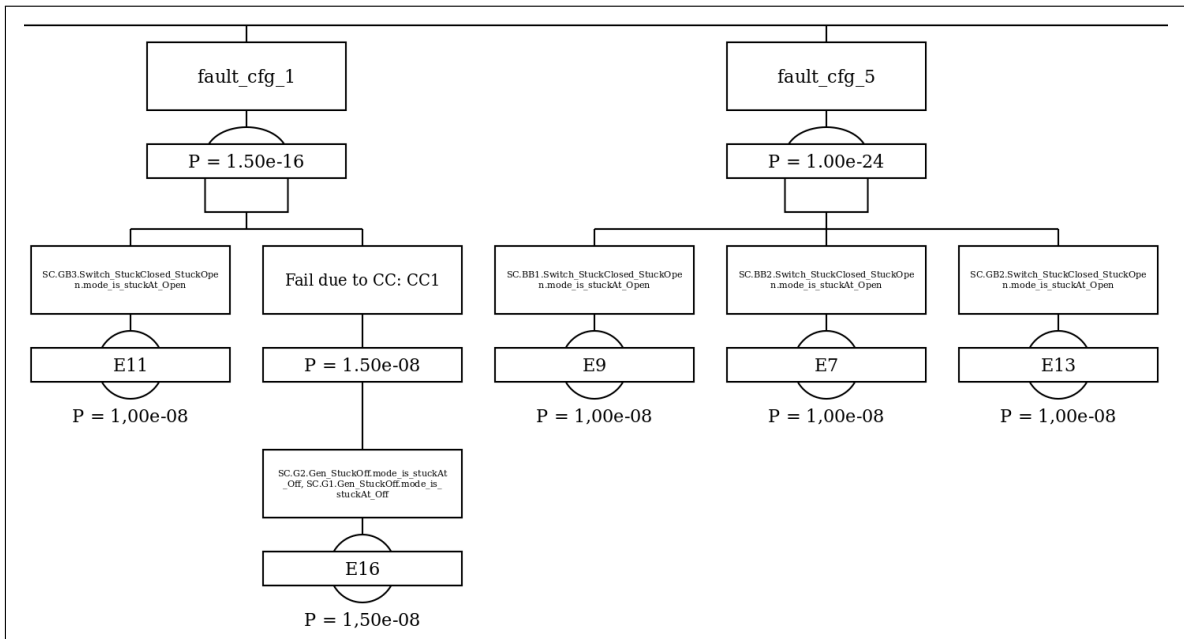 fault_cfg_1
fault_cfg_5
P = 1.50e-16
P = 1.00e-24
SC.GB3.Switch_StuckClosed_StuckOpe
n.mode_is_stuckAt_Open
Fail due to CC: CC1
SC.BB1.Switch_StuckClosed_StuckOpe
n.mode_is_stuckAt_Open
SC.BB2.Switch_StuckClosed_StuckOpe
n.mode_is_stuckAt_Open
SC.GB2.Switch_StuckClosed_StuckOpe
n.mode_is_stuckAt_Open
E11
P = 1.50e-08
E9
E7
E13
P = 1,00e-08
P = 1,00e-08
P = 1,00e-08
P = 1,00e-08
SC.G2.Gen_StuckOff.mode_is_stuckAt
_Off, SC.G1.Gen_StuckOff.mode_is_
stuckAt_Off
E16
P = 1,50e-08